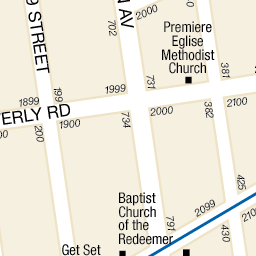 9 STREET
N AV
702
Premiere
Eglise
Methodist
Church
1999
731
381
1899
199
2000
382
2100
ERLY RD
1900
200
734
425
2099
430
791
Baptist
Church
of the
Redeemer
Get Set